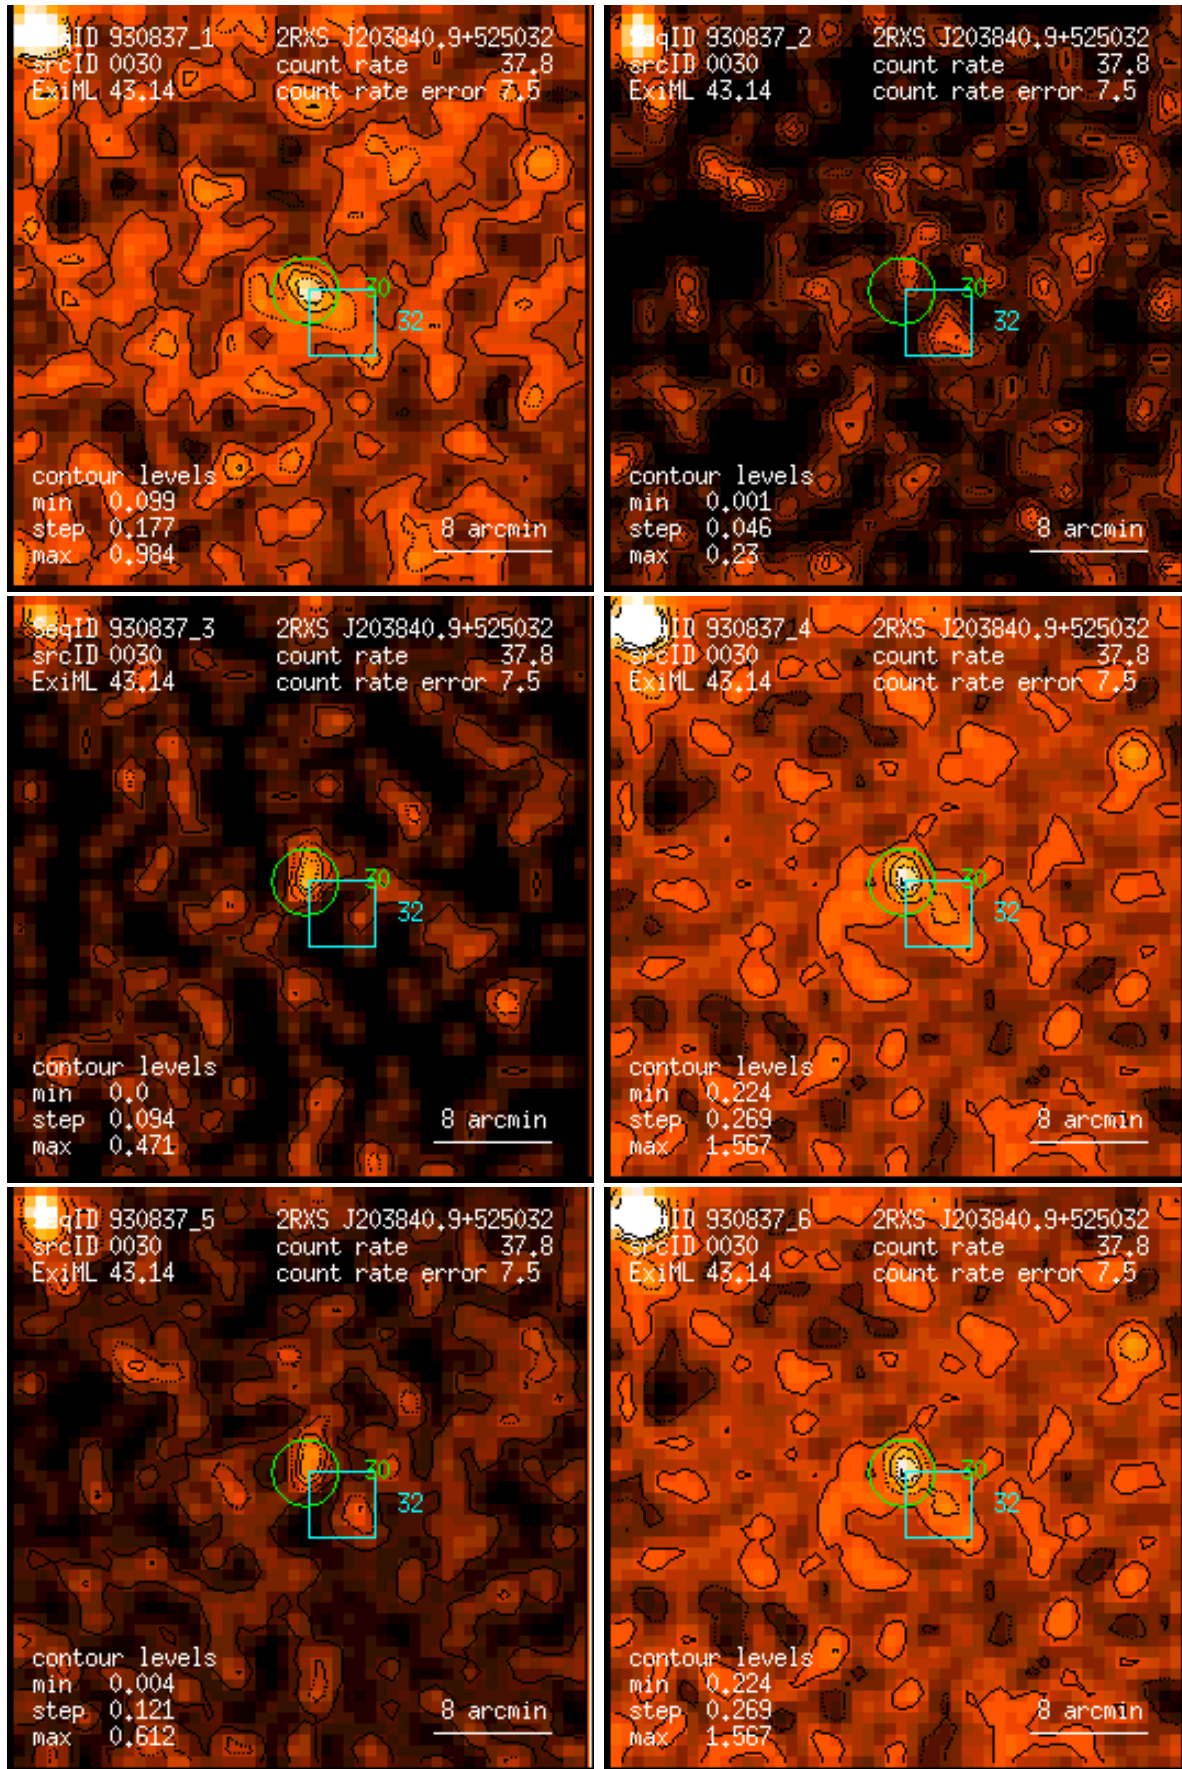 ID 930837_1 2RXS J203840.9+525032
srcID 0030 count rate 37.8
ExiML 43.14 count rate error 7.5
30
32
contour levels
min 0.099
step 0.177 8 arcmin
max 0.984
SeqID 930837_2 2RXS J203840.9+525032
srcID 0030 count rate 37.8
ExiML 43.14 count rate error 7.5
30
32
contour levels
min 0.001
step 0.046 8 arcmin
max 0.23
SeqID 930837_3 2RXS J203840.9+525032
srcID 0030 count rate 37.8
ExiML 43.14 count rate error 7.5
30
32
contour levels
min 0.0
step 0.094 8 arcmin
max 0.471
ID 930837_4 2RXS J203840.9+525032
srcID 0030 count rate 37.8
ExiML 43.14 count rate error 7.5
30
32
contour levels
min 0.224
step 0.269 8 arcmin
max 1.567
SeqID 930837_5 2RXS J203840.9+525032
srcID 0030 count rate 37.8
ExiML 43.14 count rate error 7.5
30
32
contour levels
min 0.004
step 0.121 8 arcmin
max 0.612
ID 930837_6 2RXS J203840.9+525032
srcID 0030 count rate 37.8
ExiML 43.14 count rate error 7.5
30
32
contour levels
min 0.224
step 0.269 8 arcmin
max 1.567